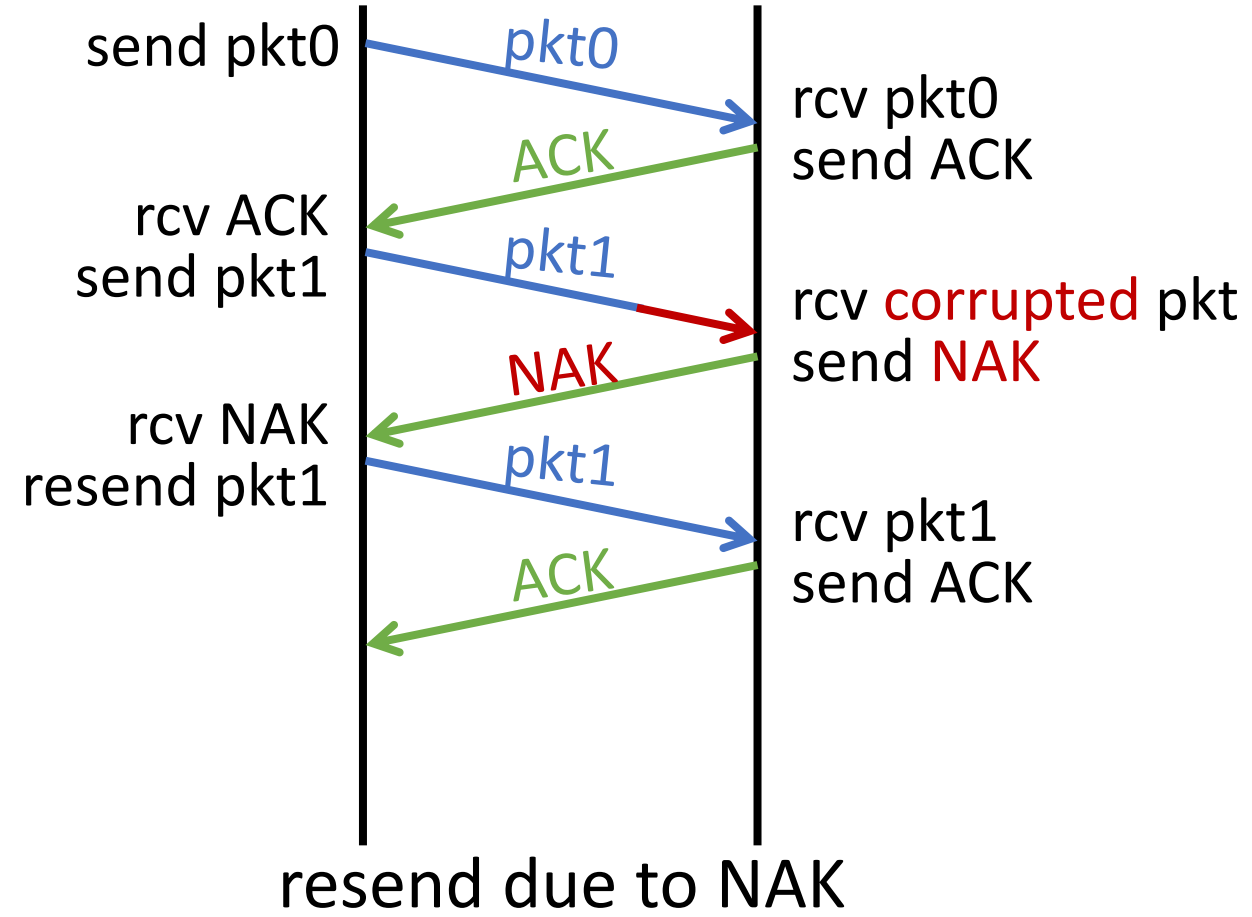 send pkt0
pkt0
rcv pkt0
send ACK
ACK
rcv ACK
send pkt1
pkt1
rcv corrupted pkt
send NAK
NAK
rcv NAK
resend pkt1
pkt1
rcv pkt1
send ACK
ACK
resend due to NAK